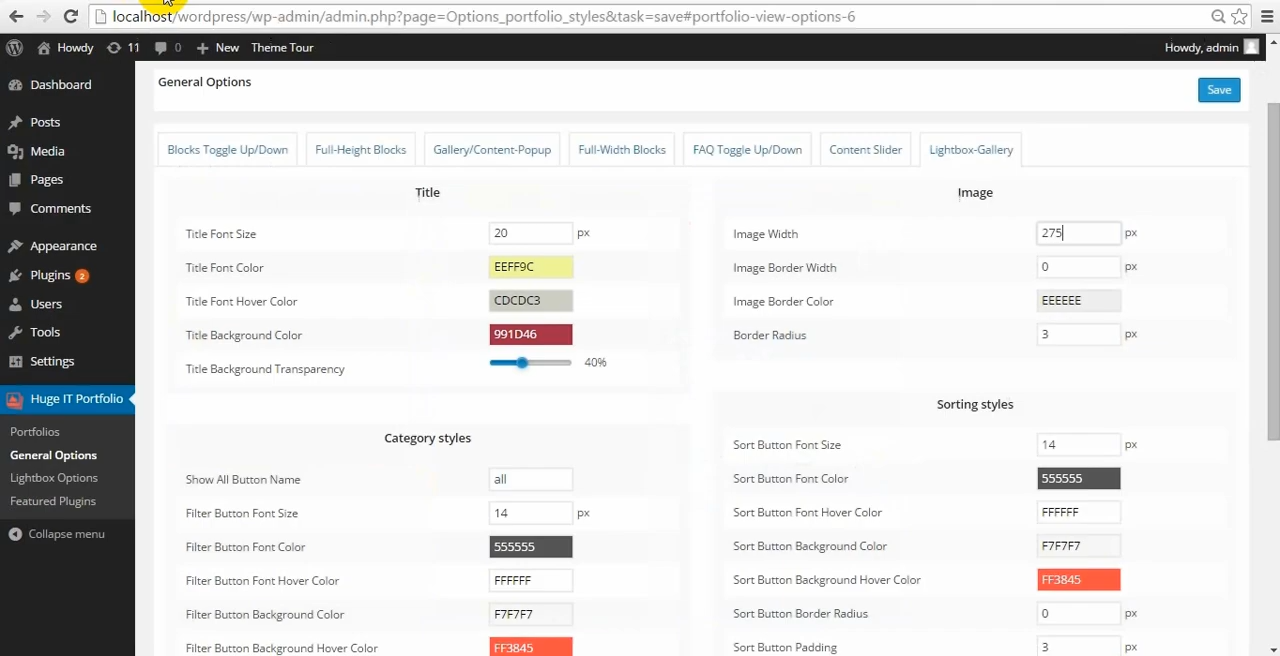 localhost/wordpress/wp-admin/admin.php?page=Options_portfolio_styles&task=save#portfolio-view-options-6
Howdy 11 0 New Theme Tour Howdy, admin
Dashboard
Posts
Media
Pages
Comments
Appearance
Plugins 2
Users
Tools
Settings
Huge IT Portfolio
Portfolios
General Options
Lightbox Options
Featured Plugins
Collapse menu
General Options
Save
Blocks Toggle Up/Down Full-Height Blocks Gallery/Content-Popup Full-Width Blocks FAQ Toggle Up/Down Content Slider Lightbox-Gallery
Title
Title Font Size 20 px
Title Font Color EEFF9C
Title Font Hover Color CDCDC3
Title Background Color 991D46
Title Background Transparency 40%
Category styles
Show All Button Name all
Filter Button Font Size 14 px
Filter Button Font Color 555555
Filter Button Font Hover Color FFFFFF
Filter Button Background Color F7F7F7
Filter Button Background Hover Color FF3845
Image
Image Width 275 px
Image Border Width 0 px
Image Border Color EEEEEE
Border Radius 3 px
Sorting styles
Sort Button Font Size 14 px
Sort Button Font Color 555555
Sort Button Font Hover Color FFFFFF
Sort Button Background Color F7F7F7
Sort Button Background Hover Color FF3845
Sort Button Border Radius 0 px
Sort Button Padding 3 px